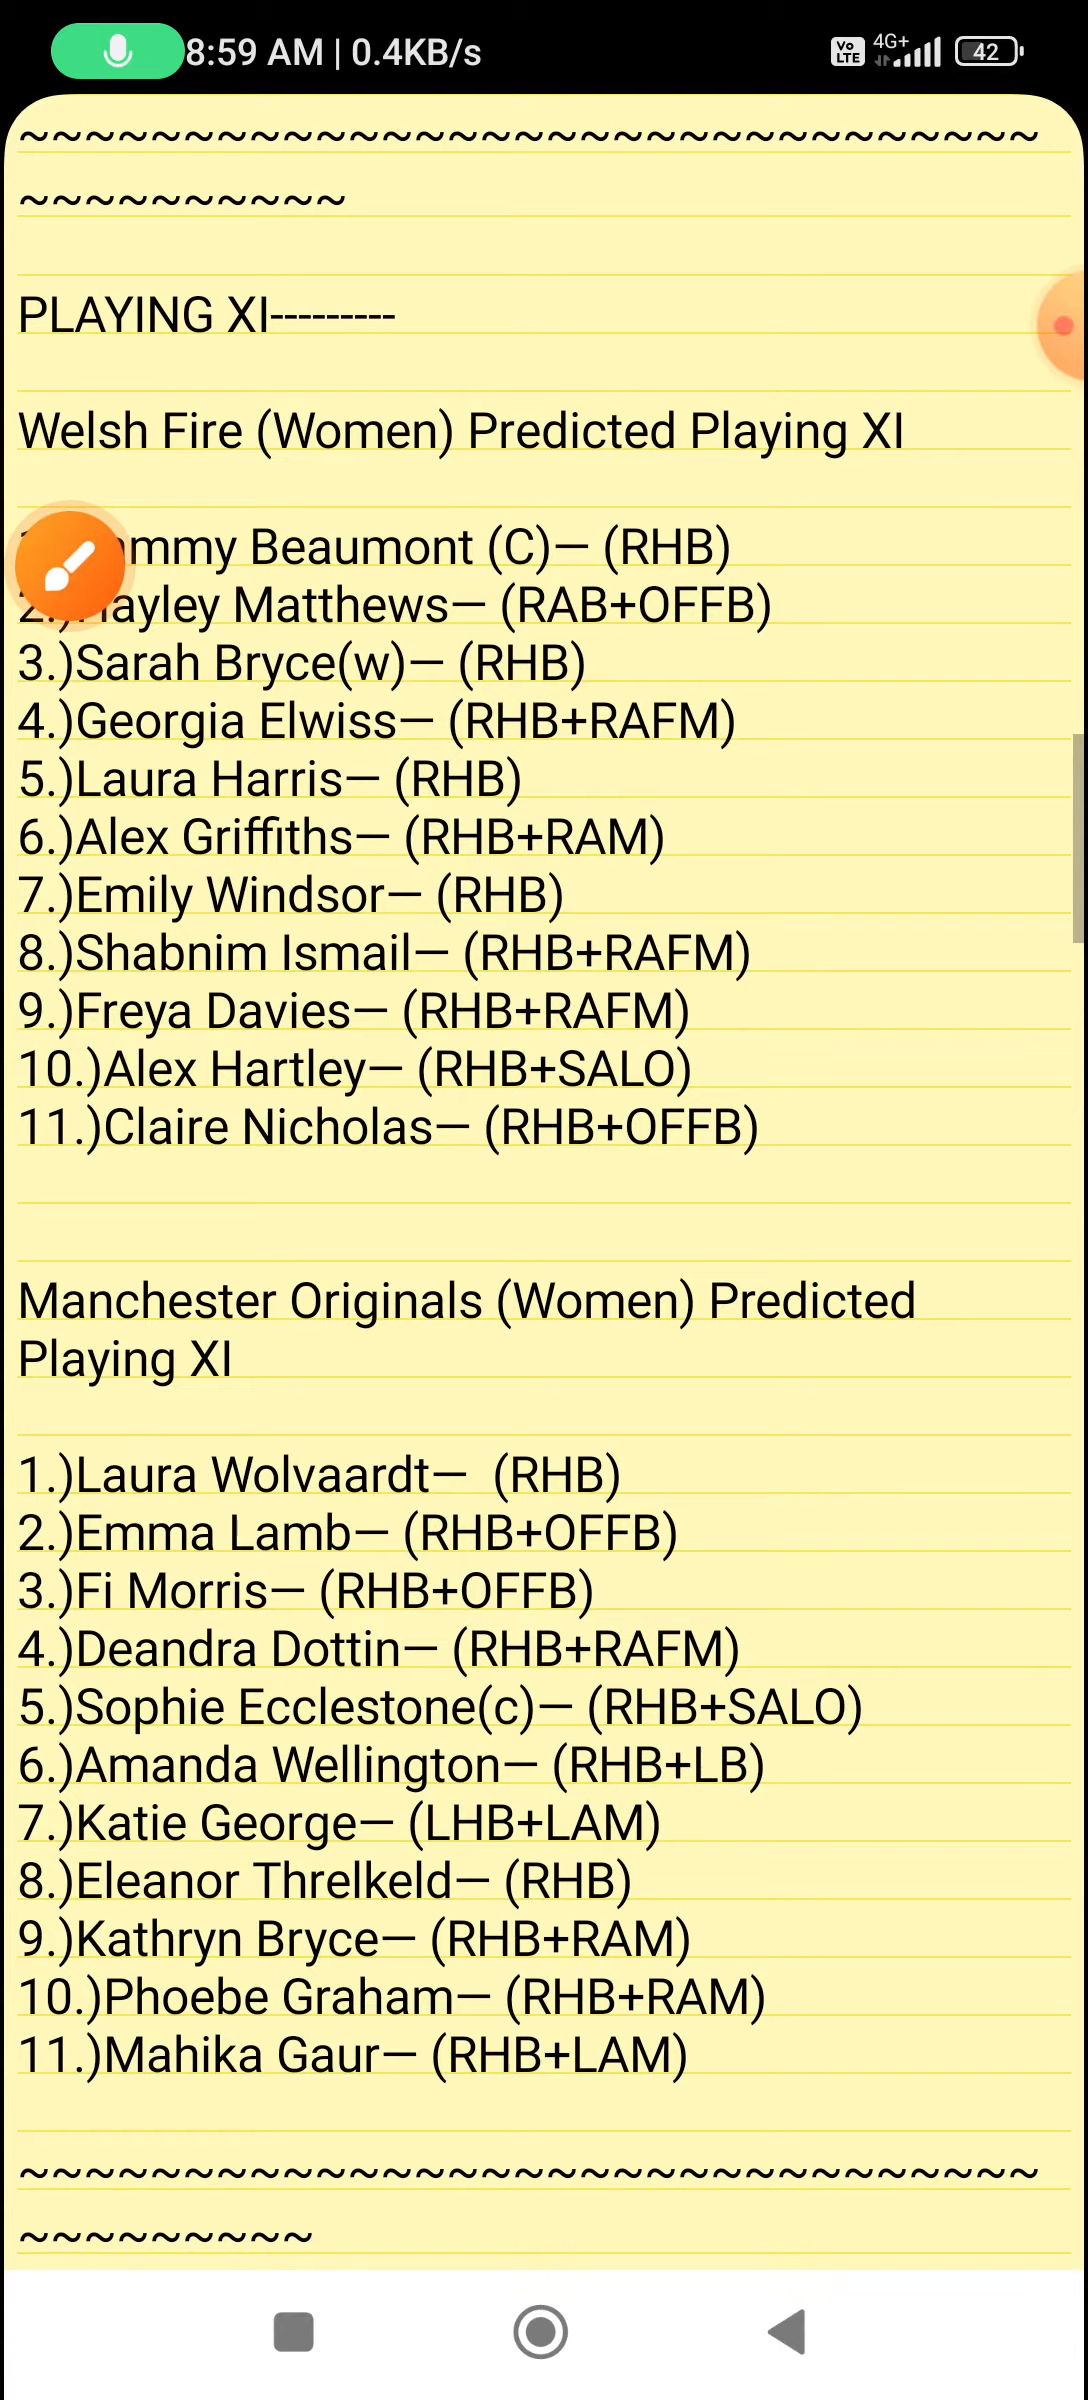 8:59 AM | 0.4KB/s
Vo LTE 4G+ 42
~~~~~~~~~~~~~~~~~~~~~~~~~~~~~~~
~~~~~~~~~~
PLAYING XI---------
Welsh Fire (Women) Predicted Playing XI
Beaumont (C)— (RHB)
2.) Matthews— (RAB+OFFB)
3.)Sarah Bryce(w)— (RHB)
4.)Georgia Elwiss— (RHB+RAFM)
5.)Laura Harris— (RHB)
6.)Alex Griffiths— (RHB+RAM)
7.)Emily Windsor— (RHB)
8.)Shabnim Ismail— (RHB+RAFM)
9.)Freya Davies— (RHB+RAFM)
10.)Alex Hartley— (RHB+SALO)
11.)Claire Nicholas— (RHB+OFFB)
Manchester Originals (Women) Predicted
Playing XI
1.)Laura Wolvaardt—  (RHB)
2.)Emma Lamb— (RHB+OFFB)
3.)Fi Morris— (RHB+OFFB)
4.)Deandra Dottin— (RHB+RAFM)
5.)Sophie Ecclestone(c)— (RHB+SALO)
6.)Amanda Wellington— (RHB+LB)
7.)Katie George— (LHB+LAM)
8.)Eleanor Threlkeld— (RHB)
9.)Kathryn Bryce— (RHB+RAM)
10.)Phoebe Graham— (RHB+RAM)
11.)Mahika Gaur— (RHB+LAM)
~~~~~~~~~~~~~~~~~~~~~~~~~~~~~~~
~~~~~~~~~